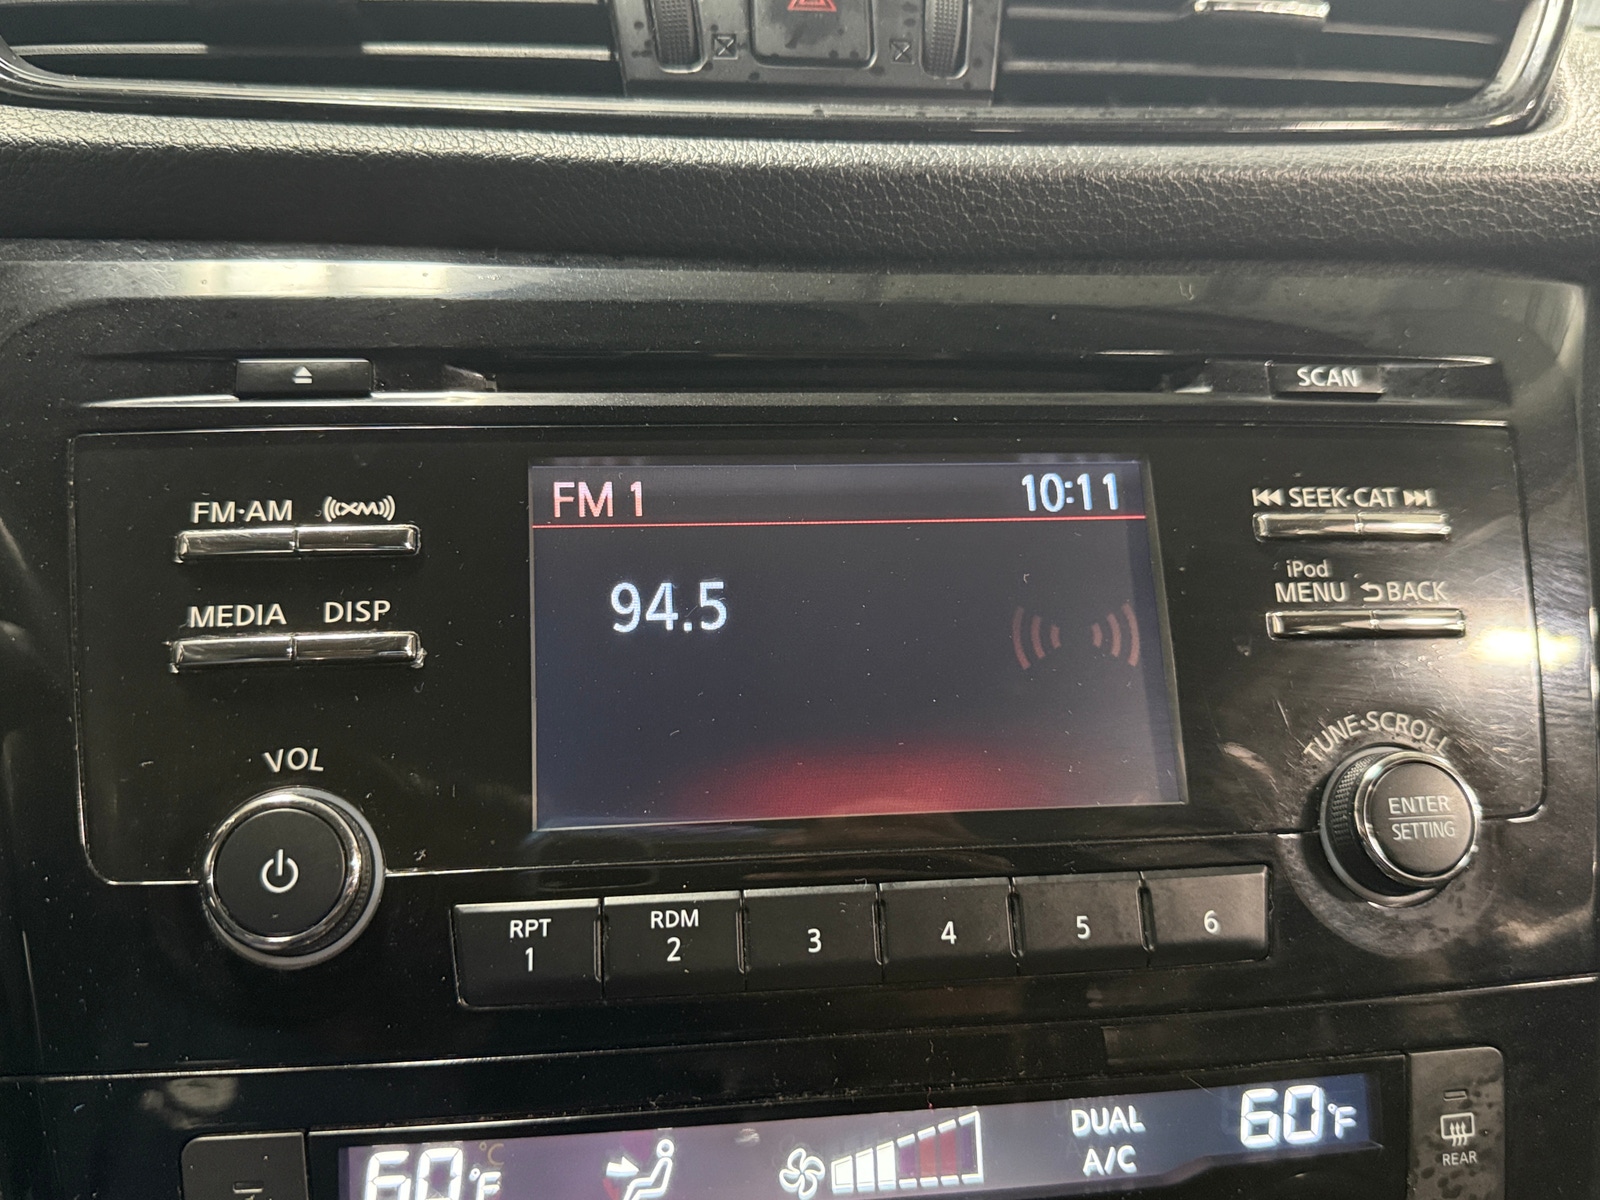 SCAN
FM·AM
XM
FM 1
10:11
SEEK·CAT
iPod
MENU
BACK
94.5
MEDIA
DISP
VOL
TUNE·SCROLL
ENTER
SETTING
RPT
1
RDM
2
3
4
5
6
60°F
°C
DUAL
A/C
60°F
REAR